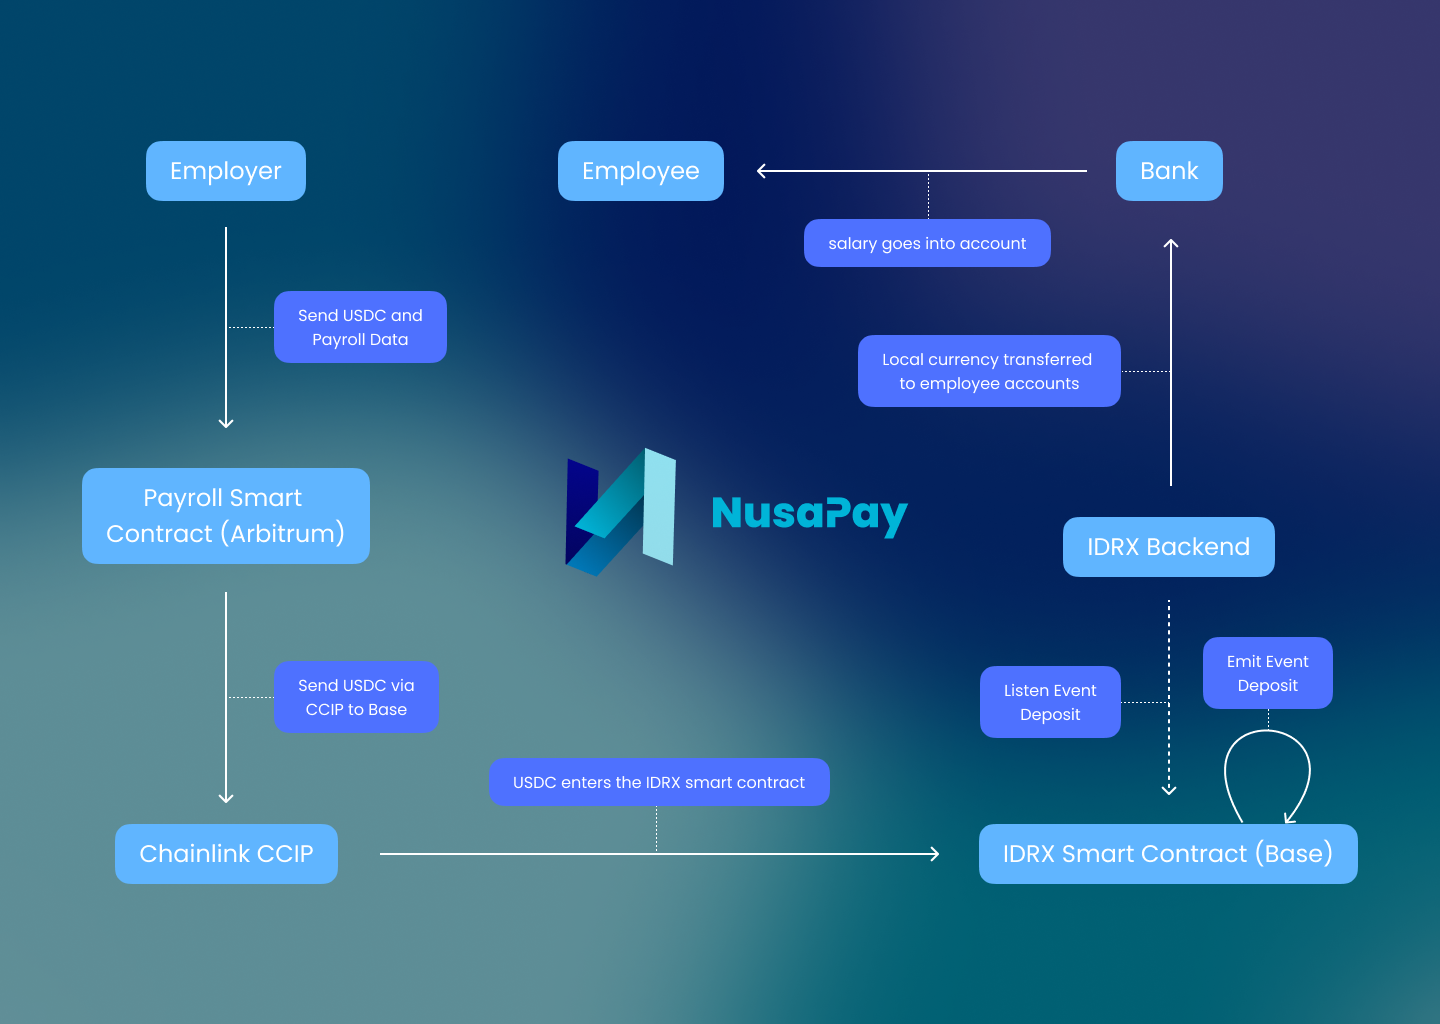 Employer
Employee
Bank
salary goes into account
Send USDC and
Payroll Data
Local currency transferred
to employee accounts
Payroll Smart
Contract (Arbitrum)
NusaPay
IDRX Backend
Send USDC via
CCIP to Base
Listen Event
Deposit
Emit Event
Deposit
USDC enters the IDRX smart contract
Chainlink CCIP
IDRX Smart Contract (Base)